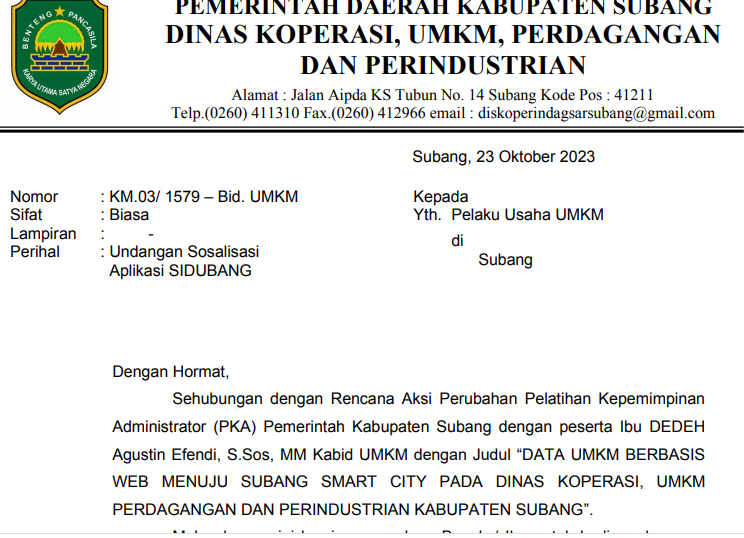 BENTENG PANCASILA
KARYA UTAMA SATYA NEGARA
PEMERINTAH DAERAH KABUPATEN SUBANG
DINAS KOPERASI, UMKM, PERDAGANGAN
DAN PERINDUSTRIAN
Alamat : Jalan Aipda KS Tubun No. 14 Subang Kode Pos : 41211
Telp.(0260) 411310 Fax.(0260) 412966 email : diskoperindagsarsubang@gmail.com
Subang, 23 Oktober 2023
Nomor : KM.03/ 1579 – Bid. UMKM
Sifat : Biasa
Lampiran : -
Perihal : Undangan Sosalisasi
Aplikasi SIDUBANG
Kepada
Yth. Pelaku Usaha UMKM
di
Subang
Dengan Hormat,
Sehubungan dengan Rencana Aksi Perubahan Pelatihan Kepemimpinan
Administrator (PKA) Pemerintah Kabupaten Subang dengan peserta Ibu DEDEH
Agustin Efendi, S.Sos, MM Kabid UMKM dengan Judul “DATA UMKM BERBASIS
WEB MENUJU SUBANG SMART CITY PADA DINAS KOPERASI, UMKM
PERDAGANGAN DAN PERINDUSTRIAN KABUPATEN SUBANG”.